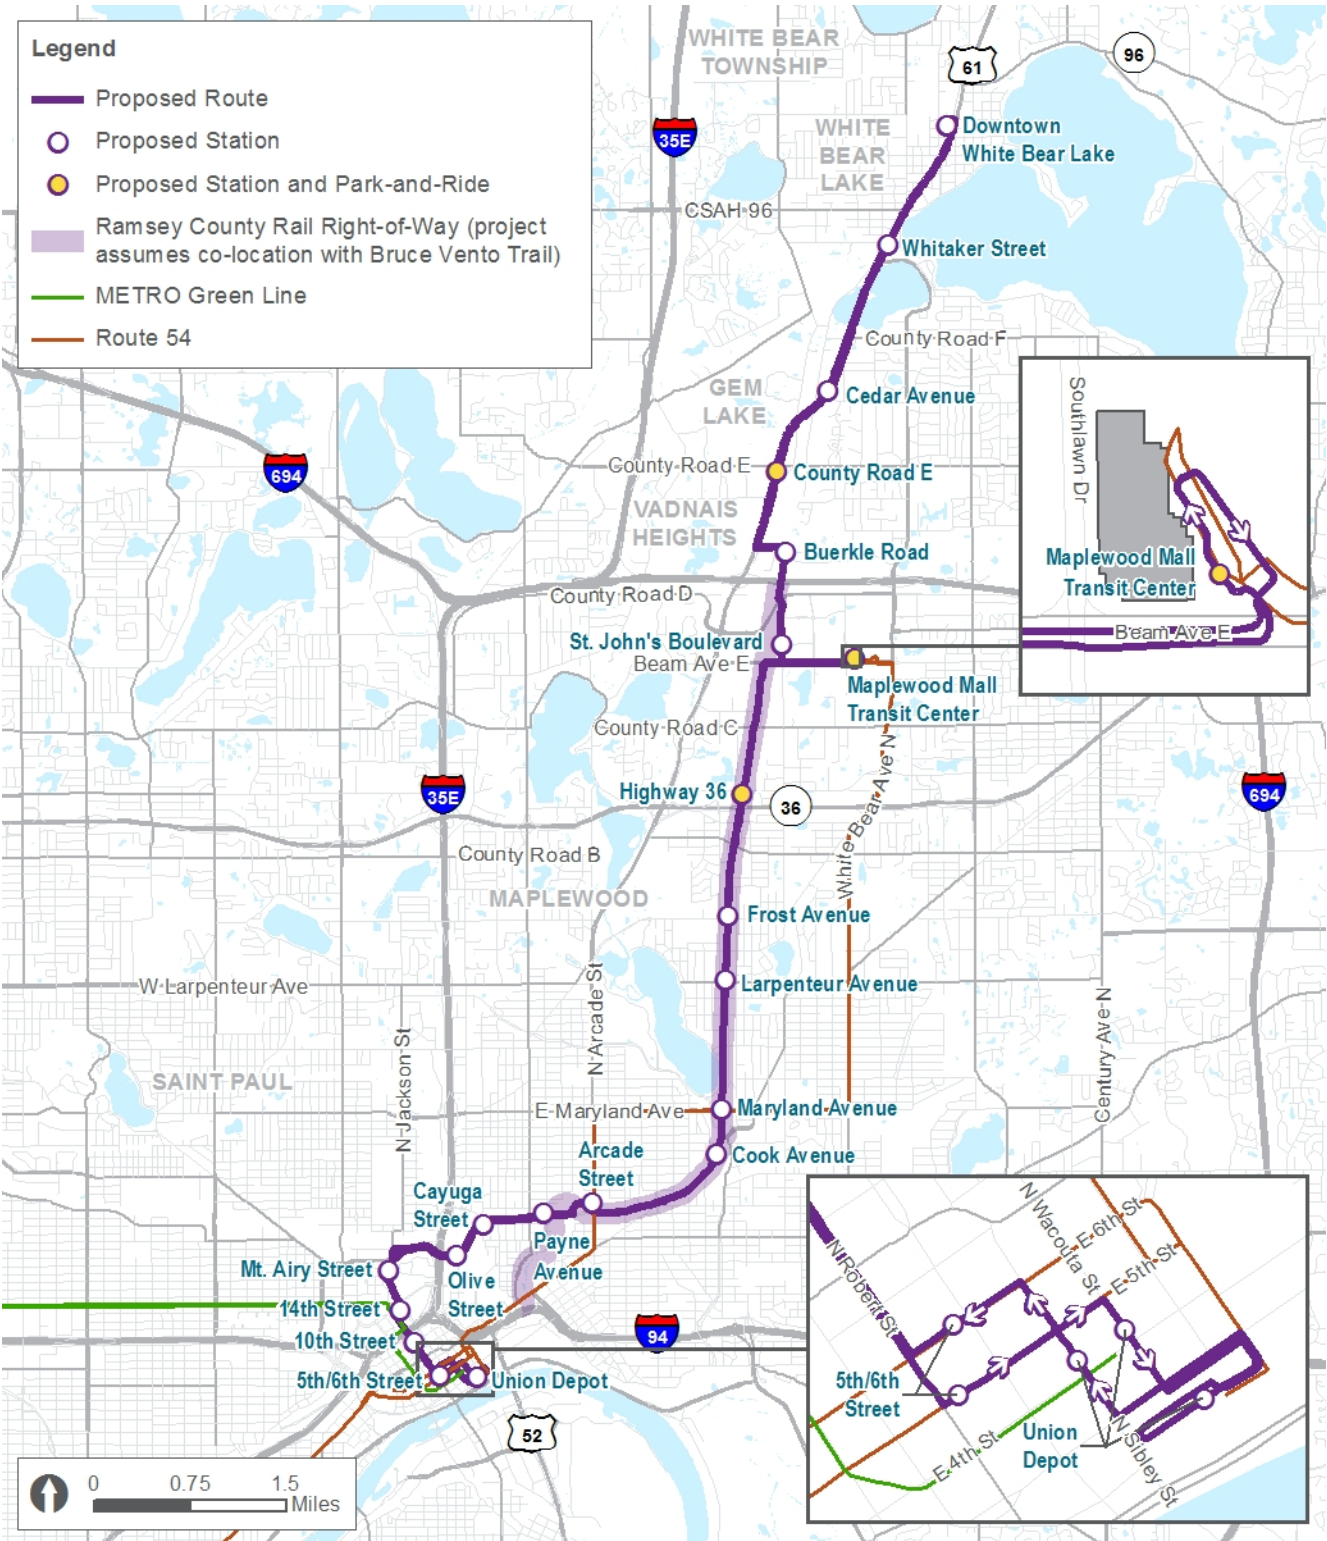 Legend
Proposed Route
Proposed Station
Proposed Station and Park-and-Ride
Ramsey County Rail Right-of-Way (project
assumes co-location with Bruce Vento Trail)
METRO Green Line
Route 54
WHITE BEAR
TOWNSHIP
61
96
35E
WHITE
BEAR
LAKE
Downtown
White Bear Lake
CSAH 96
Whitaker Street
County Road F
GEM
LAKE
Cedar Avenue
694
County Road E
County Road E
VADNAIS
HEIGHTS
Buerkle Road
County Road D
St. John's Boulevard
Beam Ave E
Maplewood Mall
Transit Center
Southlawn Dr
Maplewood Mall
Transit Center
Beam Ave E
County Road C
White Bear Ave N
35E
Highway 36
36
694
County Road B
MAPLEWOOD
Frost Avenue
W Larpenteur Ave
Larpenteur Avenue
N Arcade St
N Jackson St
Century Ave N
SAINT PAUL
E Maryland Ave
Maryland Avenue
Cook Avenue
Arcade
Street
Cayuga
Street
Payne
Avenue
Mt. Airy Street
Olive
Street
14th Street
10th Street
94
5th/6th Street
Union Depot
52
N Robert St
N Wacouta St
E 6th St
E 5th St
5th/6th
Street
Union
Depot
E 4th St
N Sibley St
0 0.75 1.5
Miles